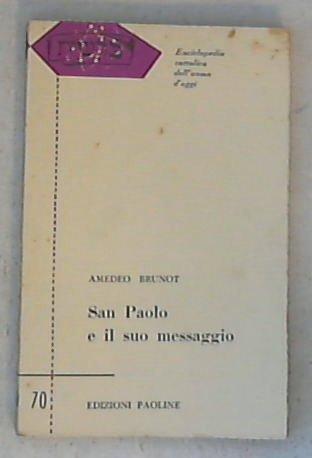 Enciclopedia
cattolica
dell'uomo
d'oggi
AMEDEO BRUNOT
San Paolo
e il suo messaggio
70
EDIZIONI PAOLINE